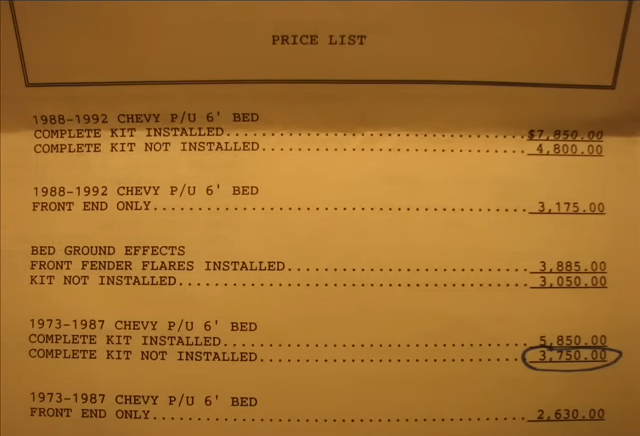 PRICE LIST
1988-1992 CHEVY P/U 6' BED
COMPLETE KIT INSTALLED........................................$7,850.00
COMPLETE KIT NOT INSTALLED................................... 4,800.00
1988-1992 CHEVY P/U 6' BED
FRONT END ONLY.................................................. 3,175.00
BED GROUND EFFECTS
FRONT FENDER FLARES INSTALLED................................ 3,885.00
KIT NOT INSTALLED.............................................. 3,050.00
1973-1987 CHEVY P/U 6' BED
COMPLETE KIT INSTALLED........................................ 5,850.00
COMPLETE KIT NOT INSTALLED................................... 3,750.00
1973-1987 CHEVY P/U 6' BED
FRONT END ONLY.................................................. 2,630.00